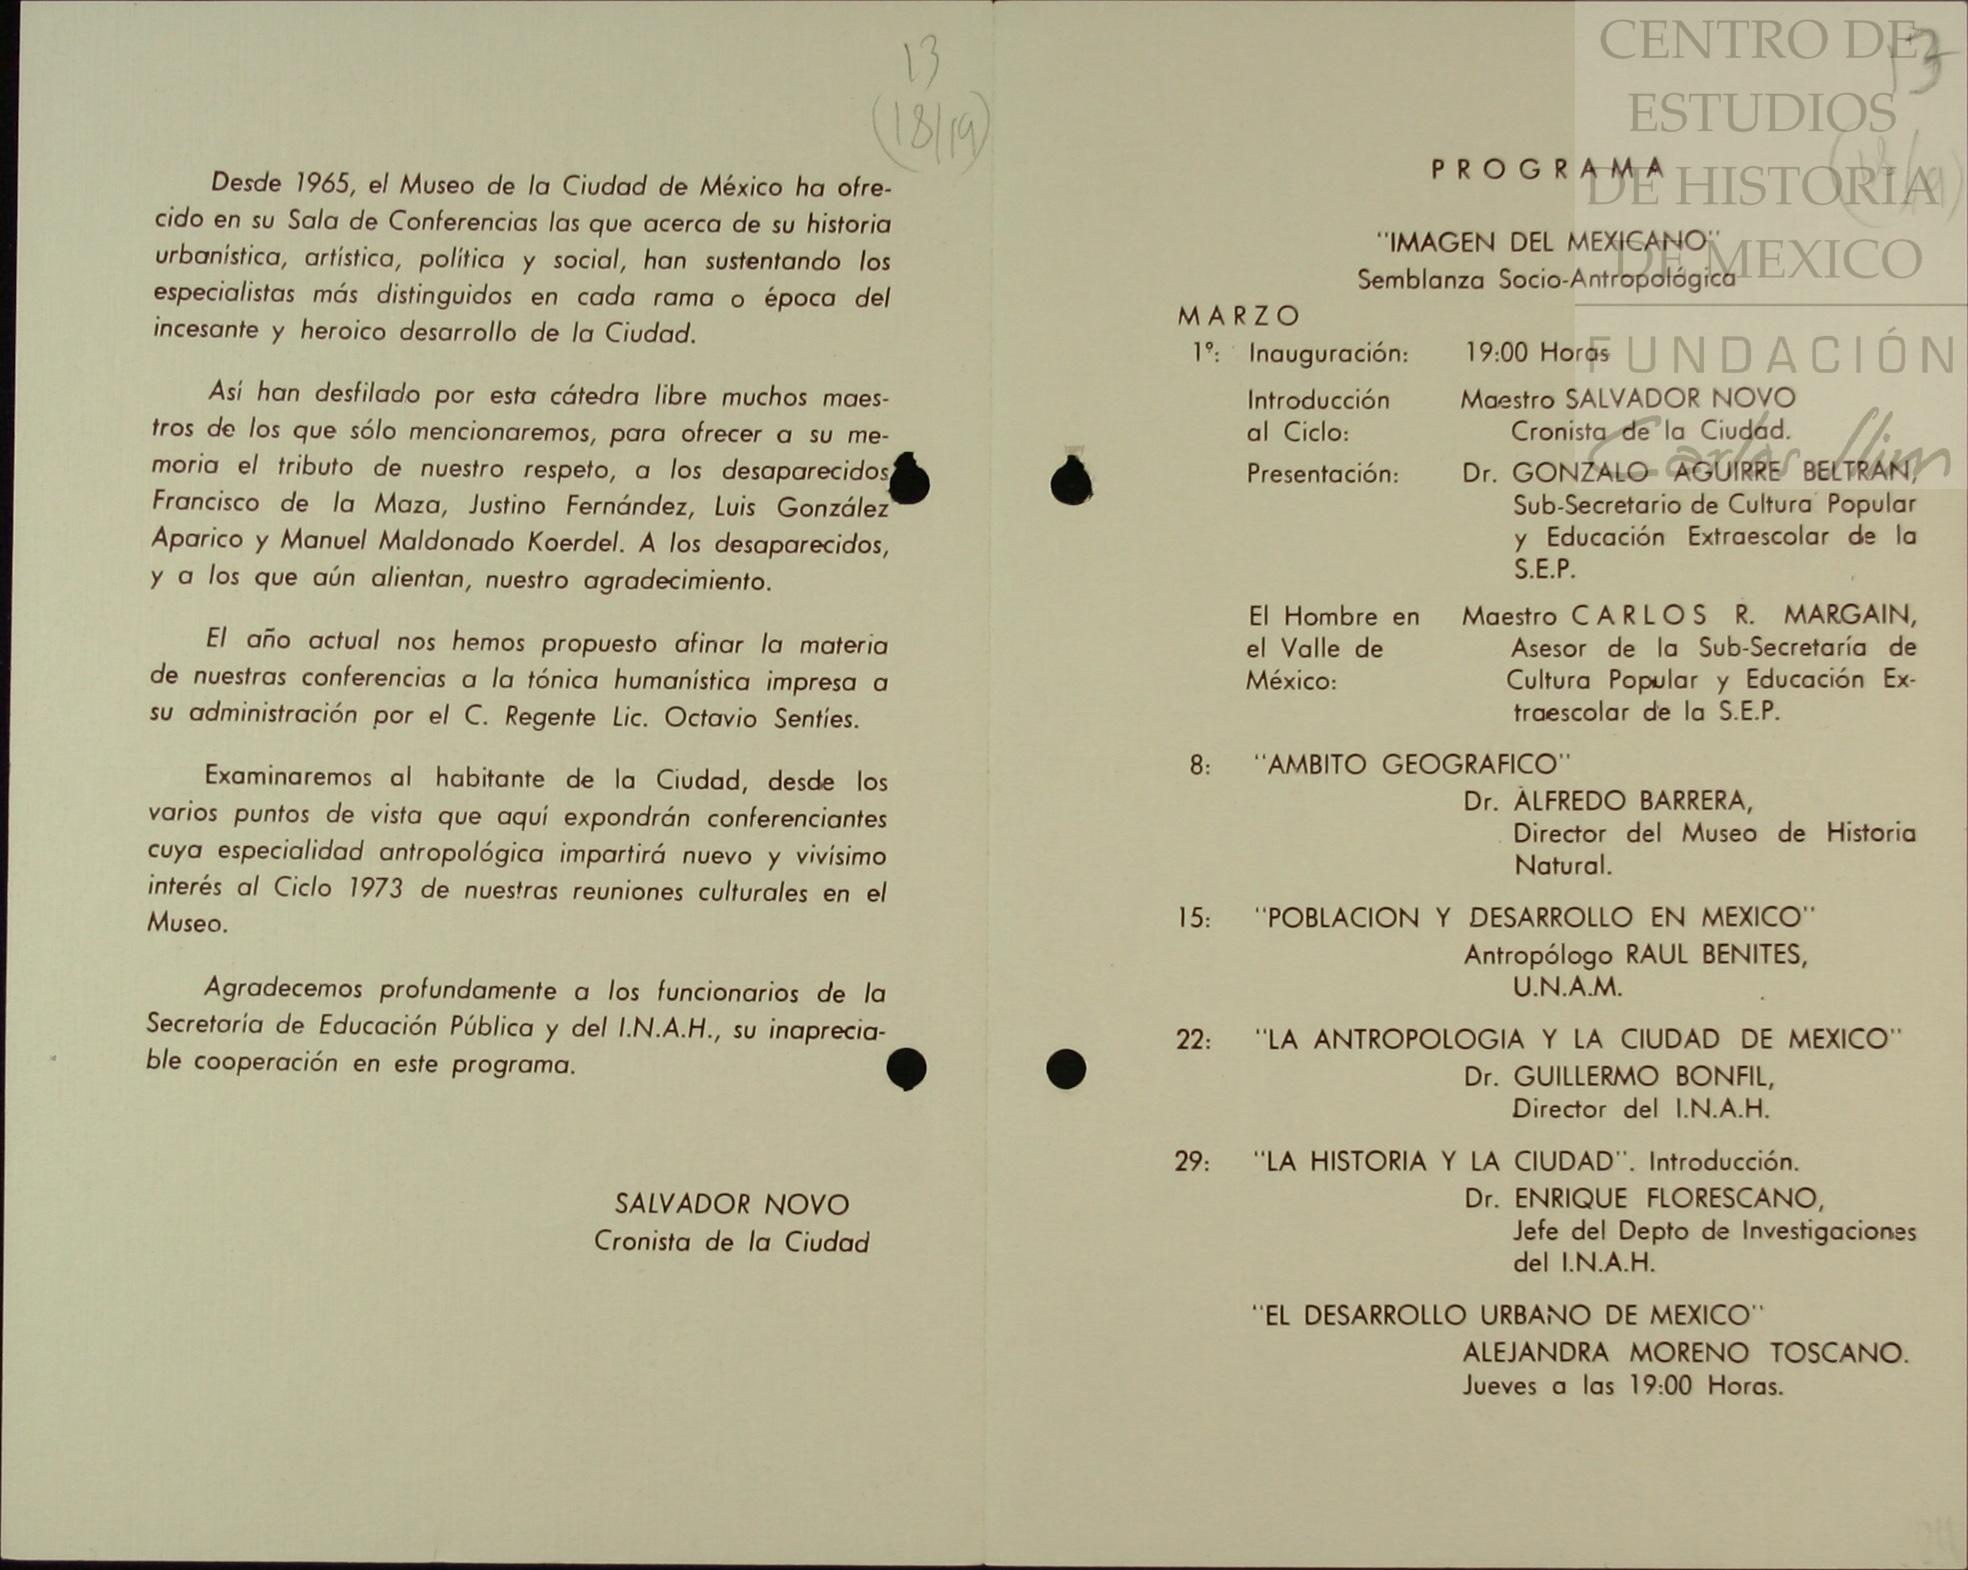 13
(18/19)
Desde 1965, el Museo de la Ciudad de México ha ofre-
cido en su Sala de Conferencias las que acerca de su historia
urbanística, artística, política y social, han sustentando los
especialistas más distinguidos en cada rama o época del
incesante y heroico desarrollo de la Ciudad.
Así han desfilado por esta cátedra libre muchos maes-
tros de los que sólo mencionaremos, para ofrecer a su me-
moria el tributo de nuestro respeto, a los desaparecidos
Francisco de la Maza, Justino Fernández, Luis González
Aparico y Manuel Maldonado Koerdel. A los desaparecidos,
y a los que aún alientan, nuestro agradecimiento.
El año actual nos hemos propuesto afinar la materia
de nuestras conferencias a la tónica humanística impresa a
su administración por el C. Regente Lic. Octavio Sentíes.
Examinaremos al habitante de la Ciudad, desde los
varios puntos de vista que aquí expondrán conferenciantes
cuya especialidad antropológica impartirá nuevo y vivísimo
interés al Ciclo 1973 de nuestras reuniones culturales en el
Museo.
Agradecemos profundamente a los funcionarios de la
Secretaría de Educación Pública y del I.N.A.H., su inaprecia-
ble cooperación en este programa.
SALVADOR NOVO
Cronista de la Ciudad
CENTRO DE
ESTUDIOS
DE HISTORIA
DE MEXICO
FUNDACIÓN
Carlos Slim
13
(18/19)
PROGRAMA
"IMAGEN DEL MEXICANO"
Semblanza Socio-Antropológica
MARZO
1º: Inauguración: 19:00 Horas
Introducción Maestro SALVADOR NOVO
al Ciclo: Cronista de la Ciudad.
Presentación: Dr. GONZALO AGUIRRE BELTRAN,
Sub-Secretario de Cultura Popular
y Educación Extraescolar de la
S.E.P.
El Hombre en Maestro CARLOS R. MARGAIN,
el Valle de Asesor de la Sub-Secretaría de
México: Cultura Popular y Educación Ex-
traescolar de la S.E.P.
8: "AMBITO GEOGRAFICO"
Dr. ALFREDO BARRERA,
Director del Museo de Historia
Natural.
15: "POBLACION Y DESARROLLO EN MEXICO"
Antropólogo RAUL BENITES,
U.N.A.M.
22: "LA ANTROPOLOGIA Y LA CIUDAD DE MEXICO"
Dr. GUILLERMO BONFIL,
Director del I.N.A.H.
29: "LA HISTORIA Y LA CIUDAD". Introducción.
Dr. ENRIQUE FLORESCANO,
Jefe del Depto de Investigaciones
del I.N.A.H.
"EL DESARROLLO URBANO DE MEXICO"
ALEJANDRA MORENO TOSCANO.
Jueves a las 19:00 Horas.